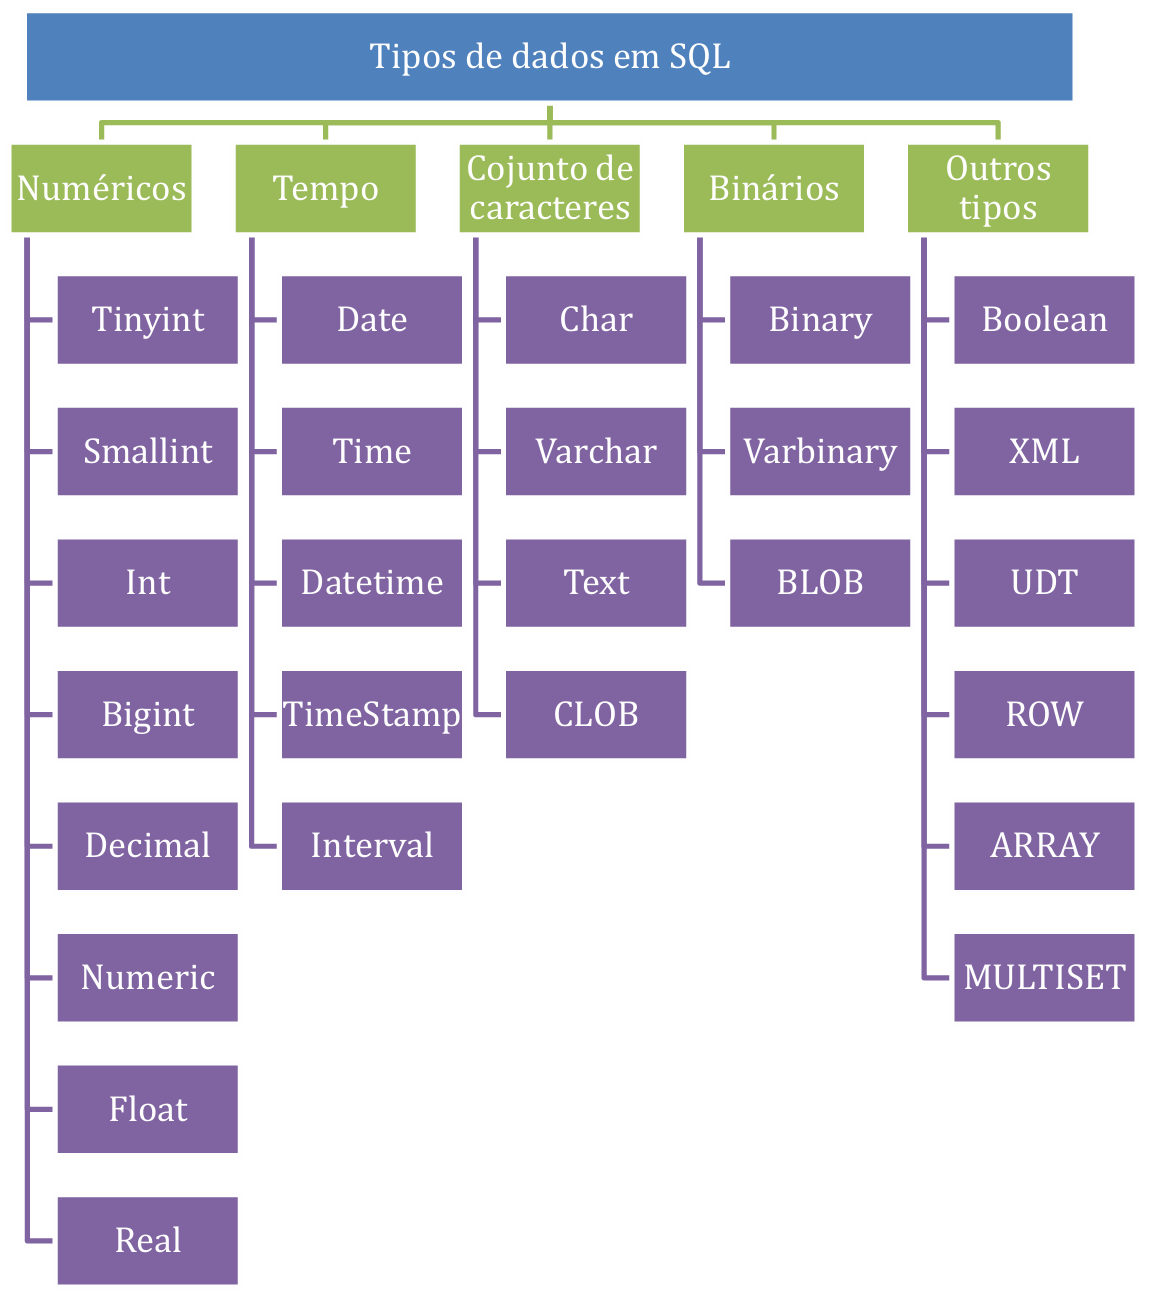 Tipos de dados em SQL
Numéricos
Tinyint
Smallint
Int
Bigint
Decimal
Numeric
Float
Real
Tempo
Date
Time
Datetime
TimeStamp
Interval
Cojunto de
caracteres
Char
Varchar
Text
CLOB
Binários
Binary
Varbinary
BLOB
Outros
tipos
Boolean
XML
UDT
ROW
ARRAY
MULTISET